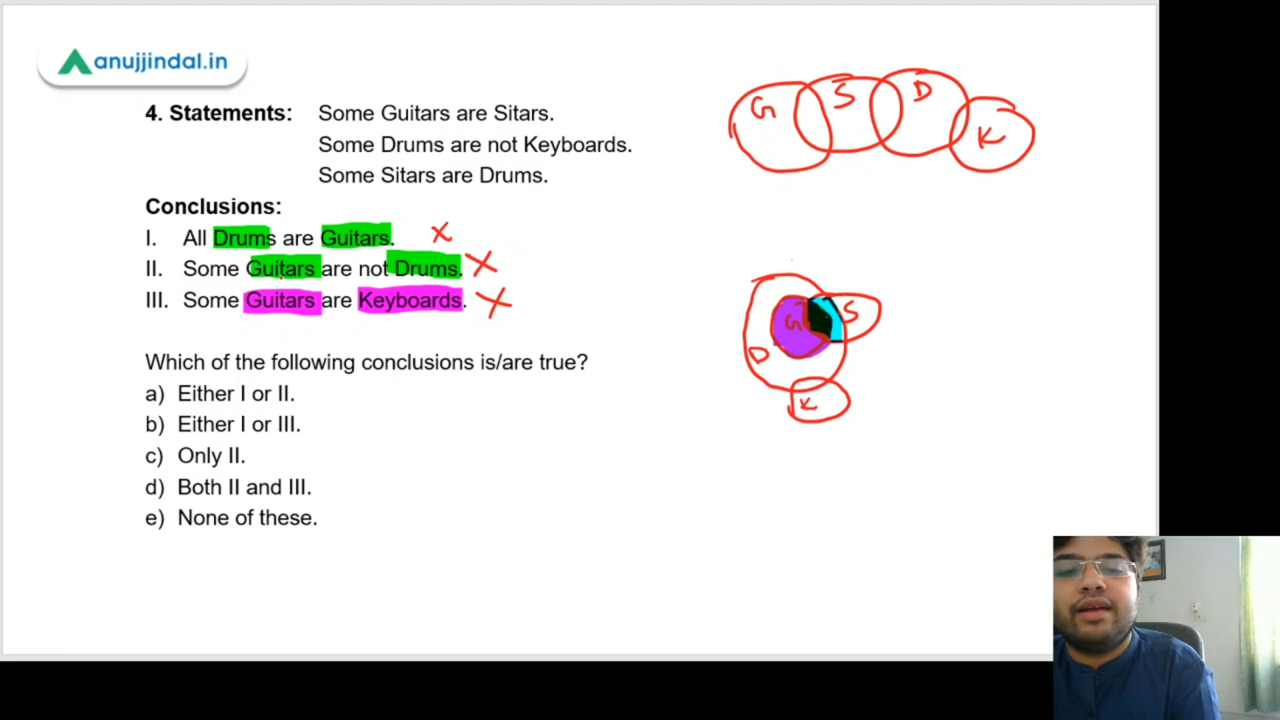 anujjindal.in
4. Statements: Some Guitars are Sitars.
Some Drums are not Keyboards.
Some Sitars are Drums.
Conclusions:
I. All Drums are Guitars. ×
II. Some Guitars are not Drums. ×
III. Some Guitars are Keyboards. ×
Which of the following conclusions is/are true?
a) Either I or II.
b) Either I or III.
c) Only II.
d) Both II and III.
e) None of these.
G S D K
G S
D
K